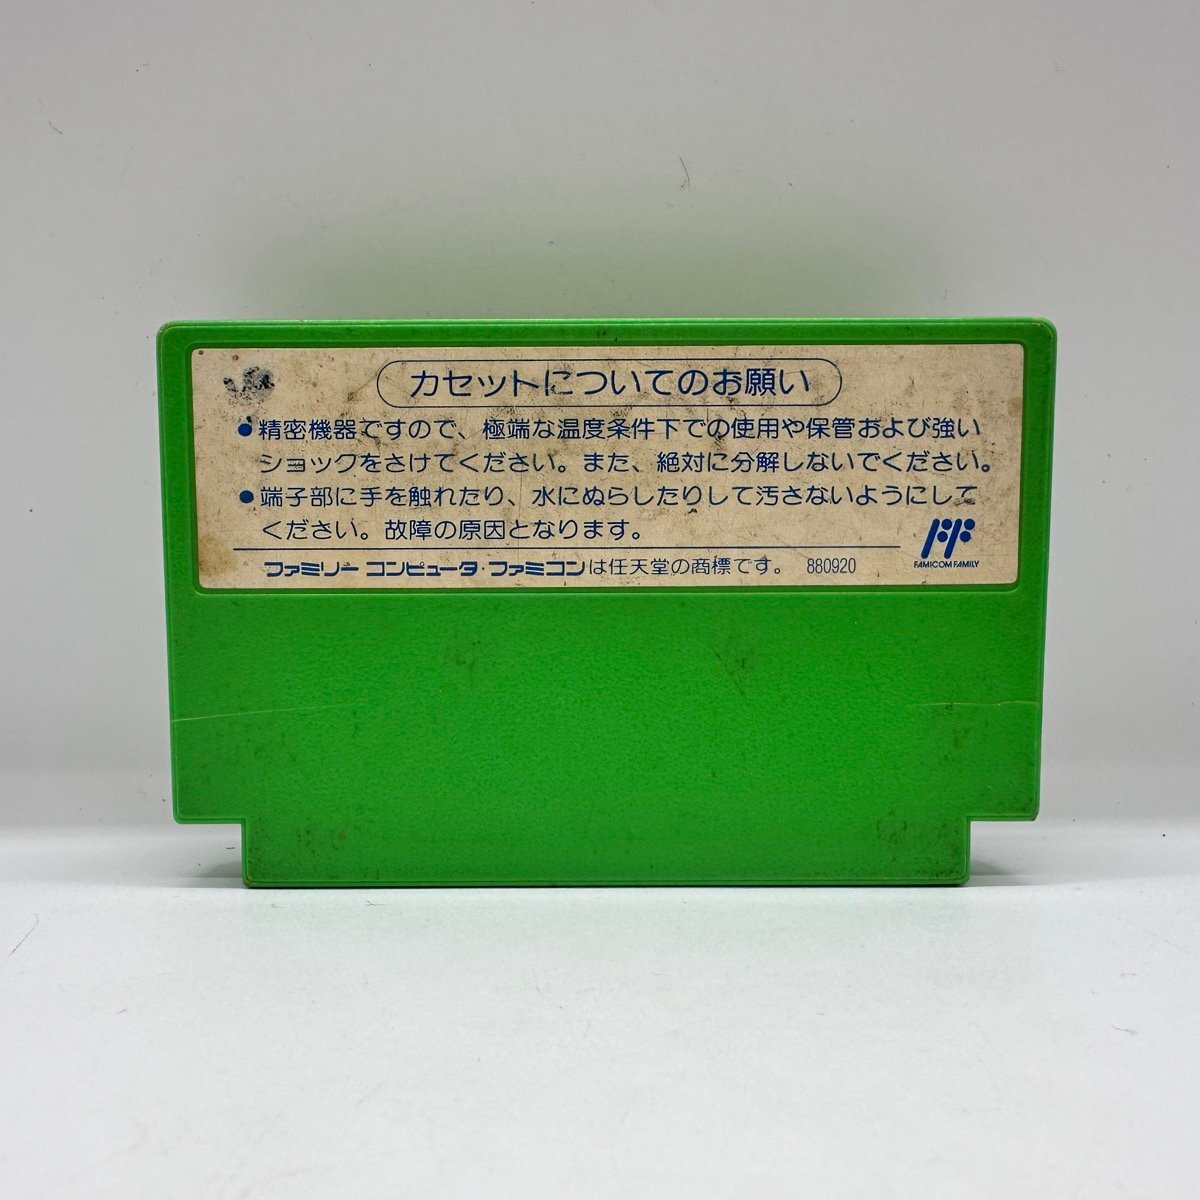 カセットについてのお願い
●精密機器ですので、極端な温度条件下での使用や保管および強い
ショックをさけてください。また、絶対に分解しないでください。
●端子部に手を触れたり、水にぬらしたりして汚さないようにして
ください。故障の原因となります。
ファミリー コンピュータ・ファミコンは任天堂の商標です。 880920
FF
FAMICOM FAMILY